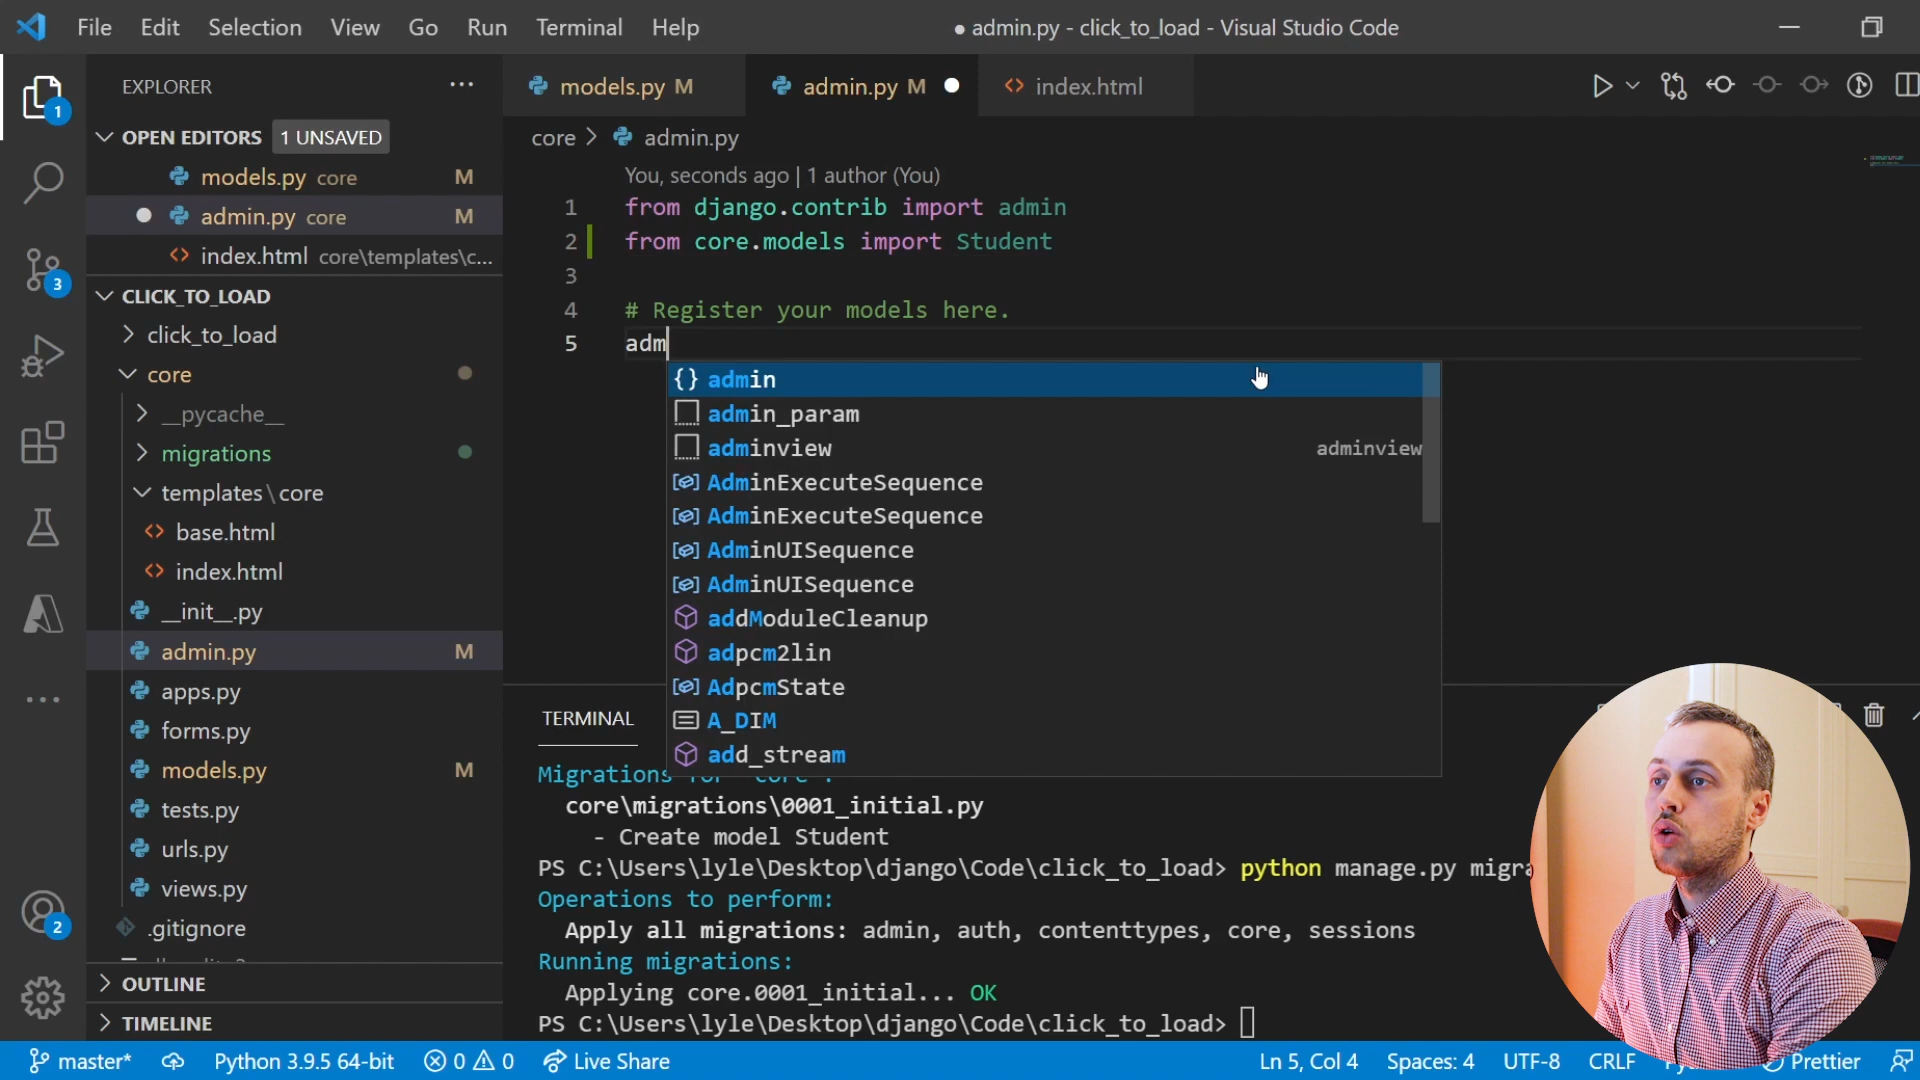 File Edit Selection View Go Run Terminal Help
● admin.py - click_to_load - Visual Studio Code
EXPLORER ···
models.py M
admin.py M
index.html
1
OPEN EDITORS 1 UNSAVED
models.py core M
admin.py core M
index.html core\templates\c...
3
CLICK_TO_LOAD
click_to_load
core
__pycache__
migrations
templates\core
base.html
index.html
__init__.py
admin.py M
apps.py
forms.py
models.py M
tests.py
urls.py
views.py
.gitignore
2
OUTLINE
TIMELINE
core > admin.py
You, seconds ago | 1 author (You)
1 from django.contrib import admin
2 from core.models import Student
3
4 # Register your models here.
5 adm
{} admin
admin_param
adminview adminview
AdminExecuteSequence
AdminExecuteSequence
AdminUISequence
AdminUISequence
addModuleCleanup
adpcm2lin
AdpcmState
A_DIM
add_stream
TERMINAL
Migrations for 'core':
core\migrations\0001_initial.py
- Create model Student
PS C:\Users\lyle\Desktop\django\Code\click_to_load> python manage.py migra
Operations to perform:
Apply all migrations: admin, auth, contenttypes, core, sessions
Running migrations:
Applying core.0001_initial... OK
PS C:\Users\lyle\Desktop\django\Code\click_to_load>
master* Python 3.9.5 64-bit 0 0 Live Share Ln 5, Col 4 Spaces: 4 UTF-8 CRLF Prettier